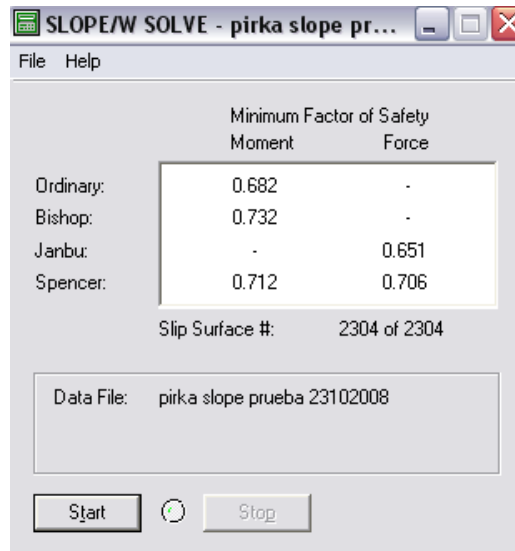 SLOPE/W SOLVE - pirka slope pr...
File Help
Minimum Factor of Safety
Moment Force
Ordinary: 0.682 -
Bishop: 0.732 -
Janbu: - 0.651
Spencer: 0.712 0.706
Slip Surface #: 2304 of 2304
Data File: pirka slope prueba 23102008
Start Stop